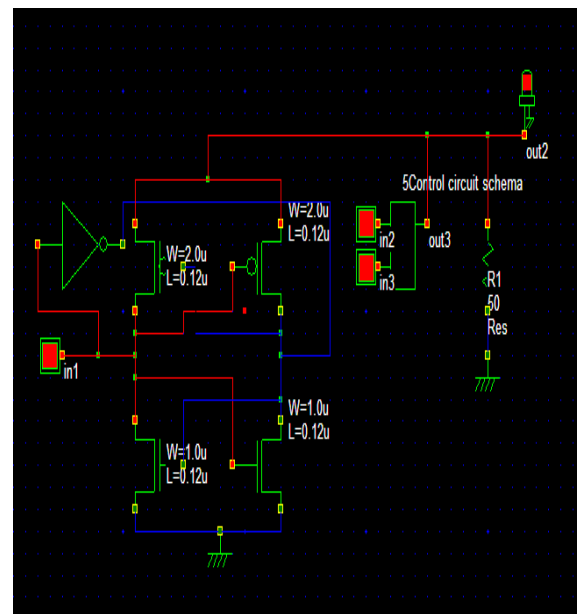 out2
5Control circuit schema
W=2.0u
L=0.12u
W=2.0u
L=0.12u
in2
out3
in3
R1
50
Res
in1
W=1.0u
L=0.12u
W=1.0u
L=0.12u